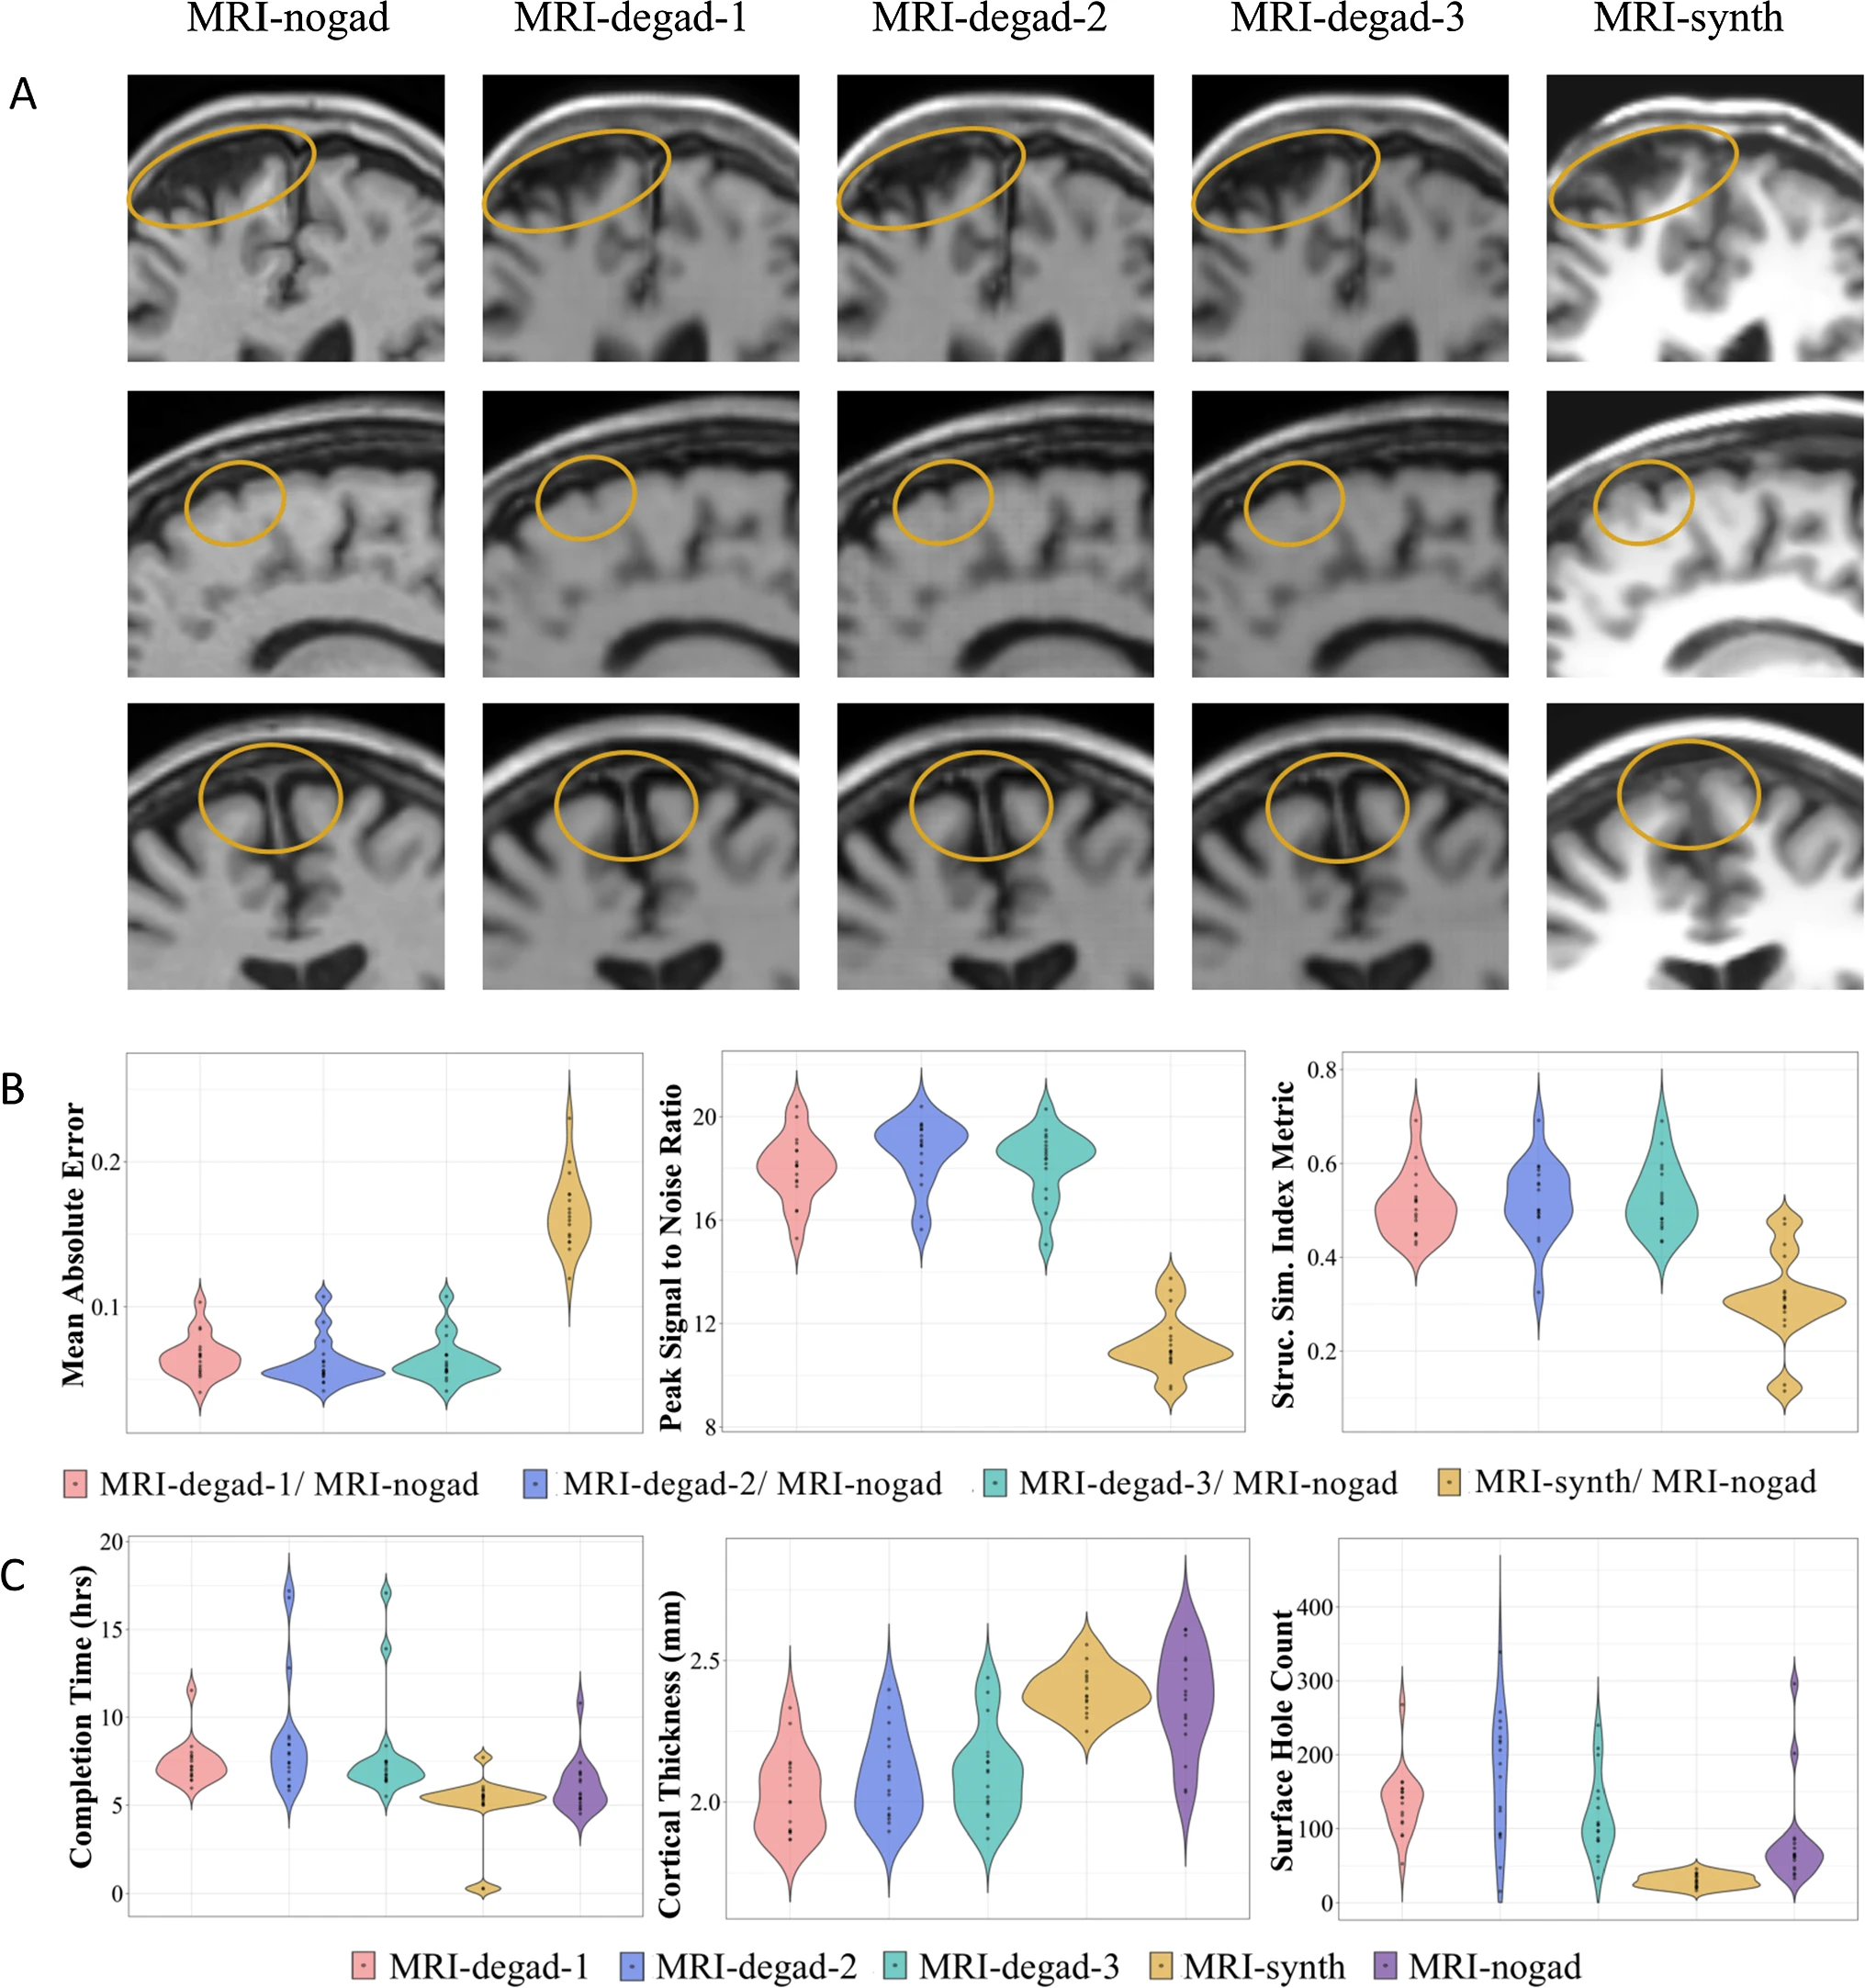 MRI-nogad MRI-degad-1 MRI-degad-2 MRI-degad-3 MRI-synth
A
B
Mean Absolute Error
0.2
0.1
Peak Signal to Noise Ratio
20
16
12
8
Struc. Sim. Index Metric
0.8
0.6
0.4
0.2
MRI-degad-1/ MRI-nogad MRI-degad-2/ MRI-nogad MRI-degad-3/ MRI-nogad MRI-synth/ MRI-nogad
C
Completion Time (hrs)
20
15
10
5
0
Cortical Thickness (mm)
2.5
2.0
Surface Hole Count
400
300
200
100
0
MRI-degad-1 MRI-degad-2 MRI-degad-3 MRI-synth MRI-nogad